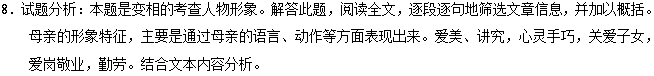 8．试题分析：本题是变相的考查人物形象。解答此题，阅读全文，逐段逐句地筛选文章信息，并加以概括。
母亲的形象特征，主要是通过母亲的语言、动作等方面表现出来。爱美、讲究，心灵手巧，关爱子女，
爱岗敬业，勤劳。结合文本内容分析。